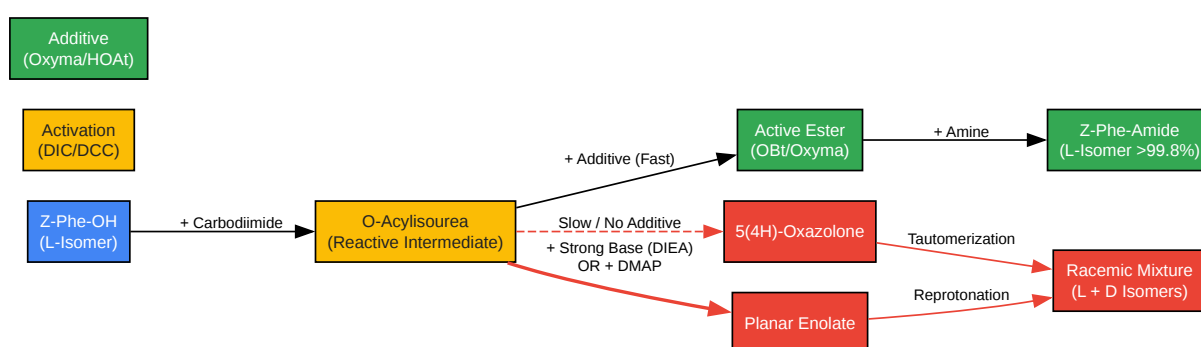 Additive
(Oxyma/HOAt)
Activation
(DIC/DCC)
Z-Phe-OH
(L-Isomer)
+ Carbodiimide
O-Acylisourea
(Reactive Intermediate)
+ Additive (Fast)
Active Ester
(OBt/Oxyma)
+ Amine
Z-Phe-Amide
(L-Isomer >99.8%)
Slow / No Additive
5(4H)-Oxazolone
Tautomerization
+ Strong Base (DIEA)
OR + DMAP
Planar Enolate
Reprotonation
Racemic Mixture
(L + D Isomers)